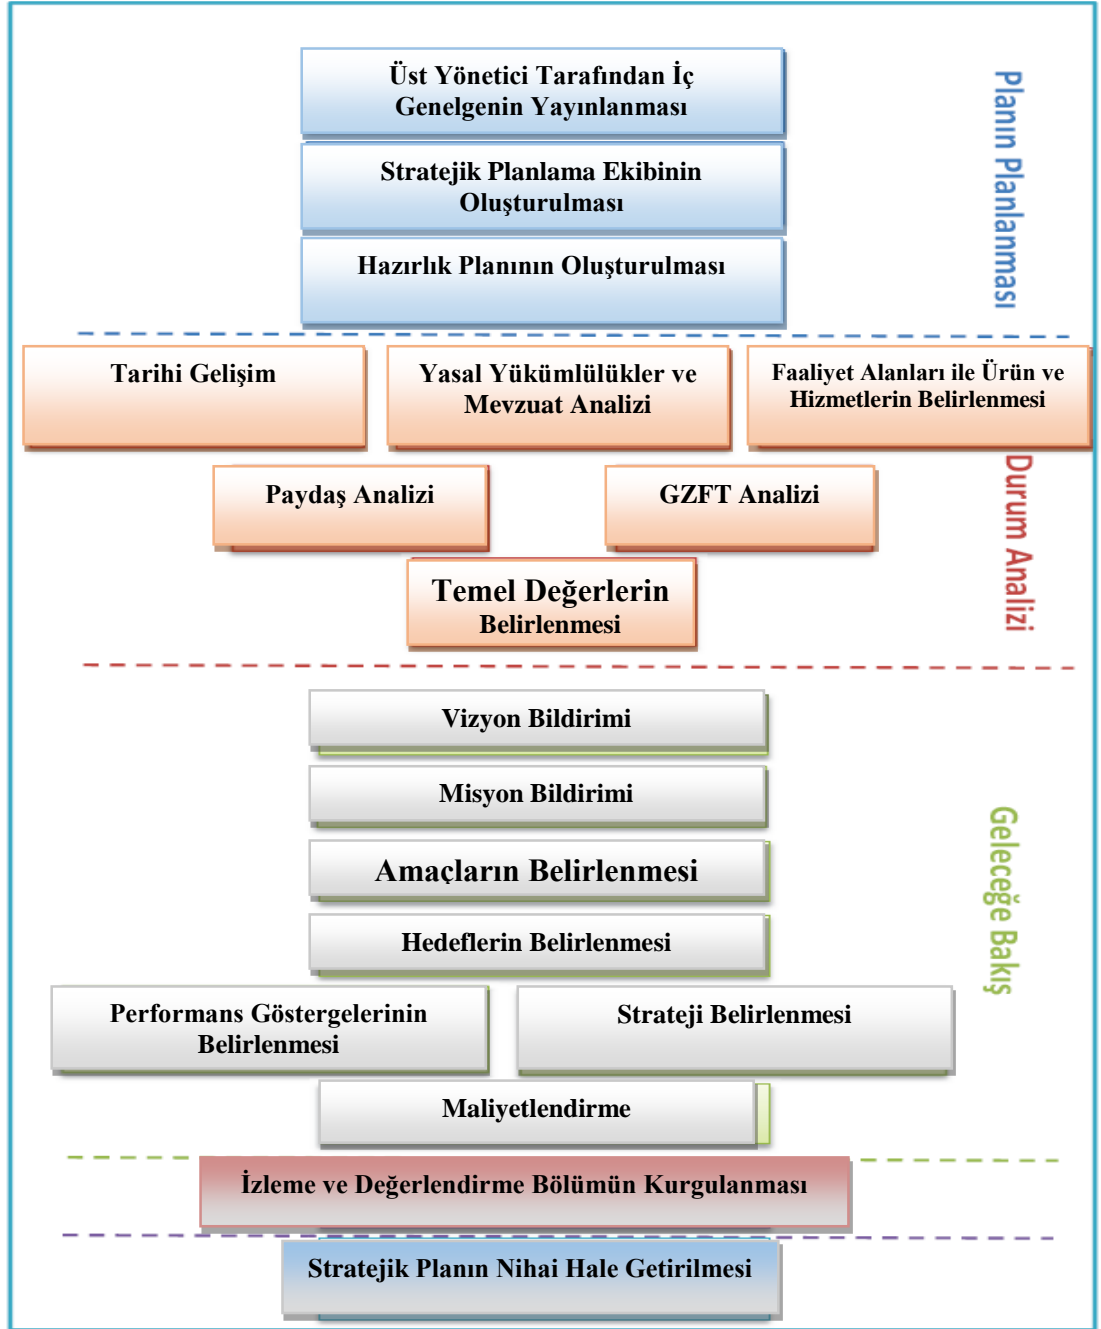 Üst Yönetici Tarafından İç
Genelgenin Yayınlanması
Stratejik Planlama Ekibinin
Oluşturulması
Hazırlık Planının Oluşturulması
Planın Planlanması
Tarihi Gelişim
Yasal Yükümlülükler ve
Mevzuat Analizi
Faaliyet Alanları ile Ürün ve
Hizmetlerin Belirlenmesi
Paydaş Analizi
GZFT Analizi
Temel Değerlerin
Belirlenmesi
Durum Analizi
Vizyon Bildirimi
Misyon Bildirimi
Amaçların Belirlenmesi
Hedeflerin Belirlenmesi
Performans Göstergelerinin
Belirlenmesi
Strateji Belirlenmesi
Maliyetlendirme
Geleceğe Bakış
İzleme ve Değerlendirme Bölümün Kurgulanması
Stratejik Planın Nihai Hale Getirilmesi